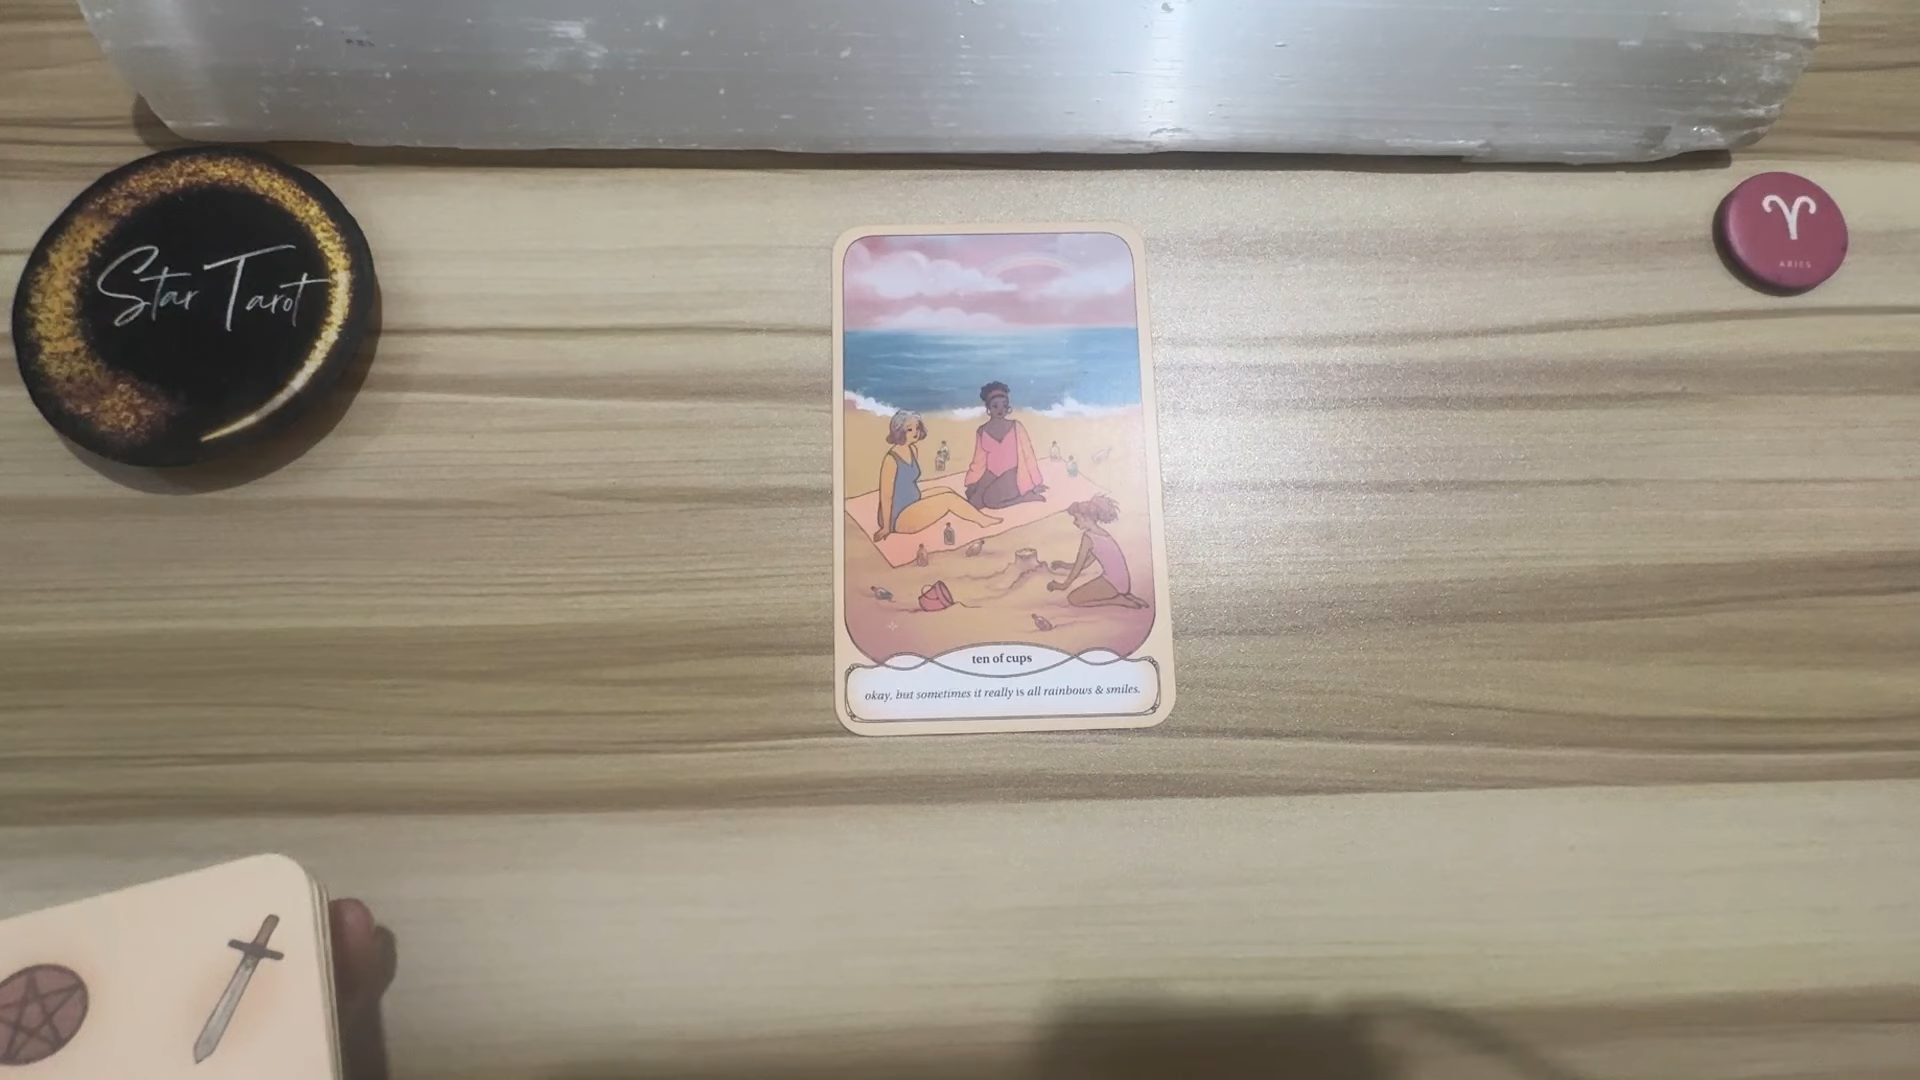 Star Tarot
ARIES
ten of cups
okay, but sometimes it really is all rainbows & smiles.